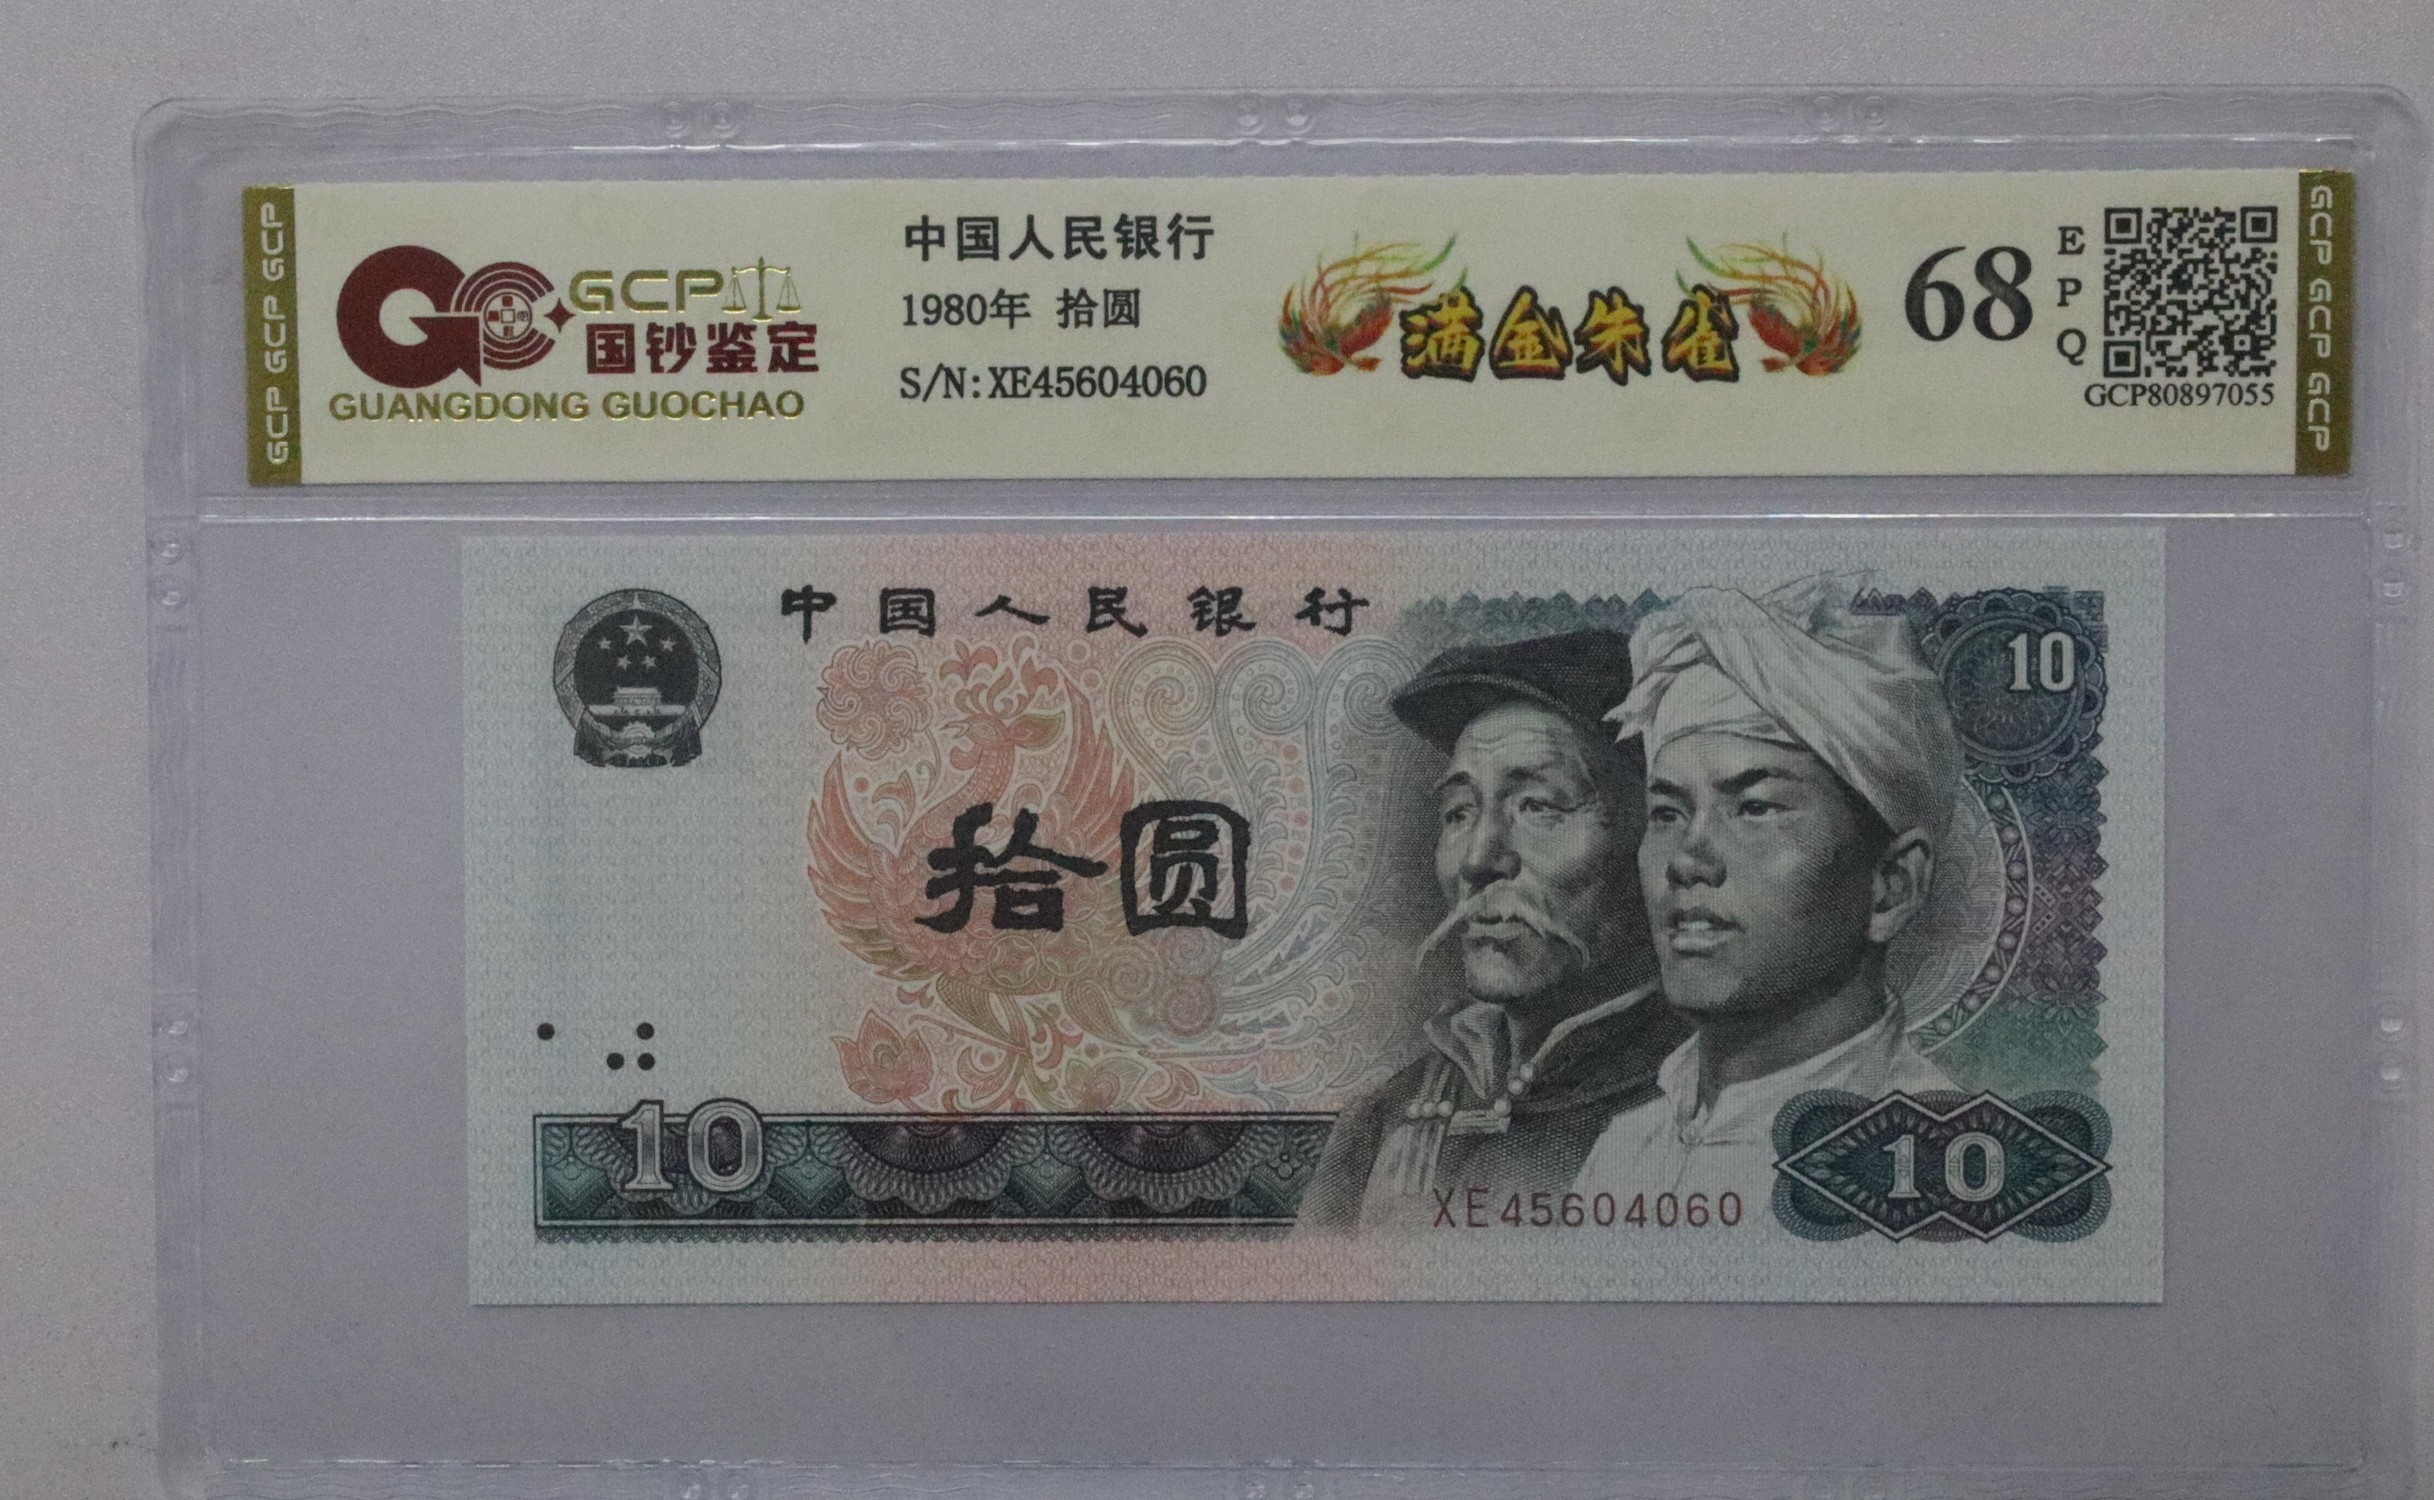 GCP GCP GCP
GCP
国钞鉴定
GUANGDONG GUOCHAO
中国人民银行
1980年 拾圆
S/N:XE45604060
满金朱雀
68
E
P
Q
GCP80897055
GCP GCP GCP
中国人民银行
10
拾圆
10
XE45604060
10